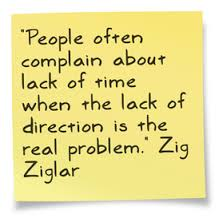 "People often
complain about
lack of time
when the lack of
direction is the
real problem." Zig
Ziglar